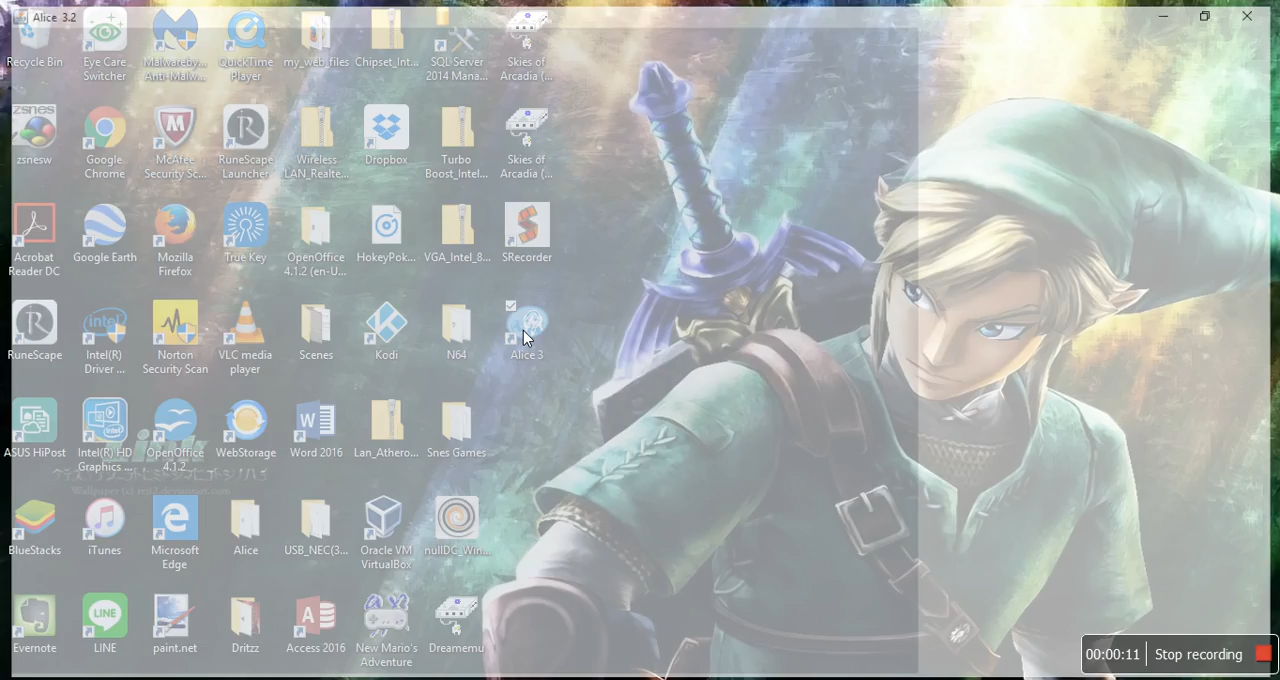 Alice 3.2
Recycle Bin
Eye Care
Switcher
Malwareby...
Anti-Malw...
QuickTime
Player
my_web_files
Chipset_Int...
SQL Server
2014 Mana...
Skies of
Arcadia (...
zsnes
zsnesw
Google
Chrome
McAfee
Security Sc...
RuneScape
Launcher
Wireless
LAN_Realte...
Dropbox
Turbo
Boost_Intel...
Skies of
Arcadia (...
Acrobat
Reader DC
Google Earth
Mozilla
Firefox
True Key
OpenOffice
4.1.2 (en-U...
HokeyPok...
VGA_Intel_8...
SRecorder
RuneScape
Intel(R)
Driver ...
Norton
Security Scan
VLC media
player
Scenes
Kodi
N64
Alice 3
ASUS HiPost
Intel(R) HD
Graphics ...
OpenOffice
4.1.2
WebStorage
Word 2016
Lan_Athero...
Snes Games
Link
BlueStacks
iTunes
Microsoft
Edge
Alice
USB_NEC(3...
Oracle VM
VirtualBox
nullDC_Win...
Evernote
LINE
LINE
paint.net
Dritzz
Access 2016
New Mario's
Adventure
Dreamemu
00:00:11
Stop recording